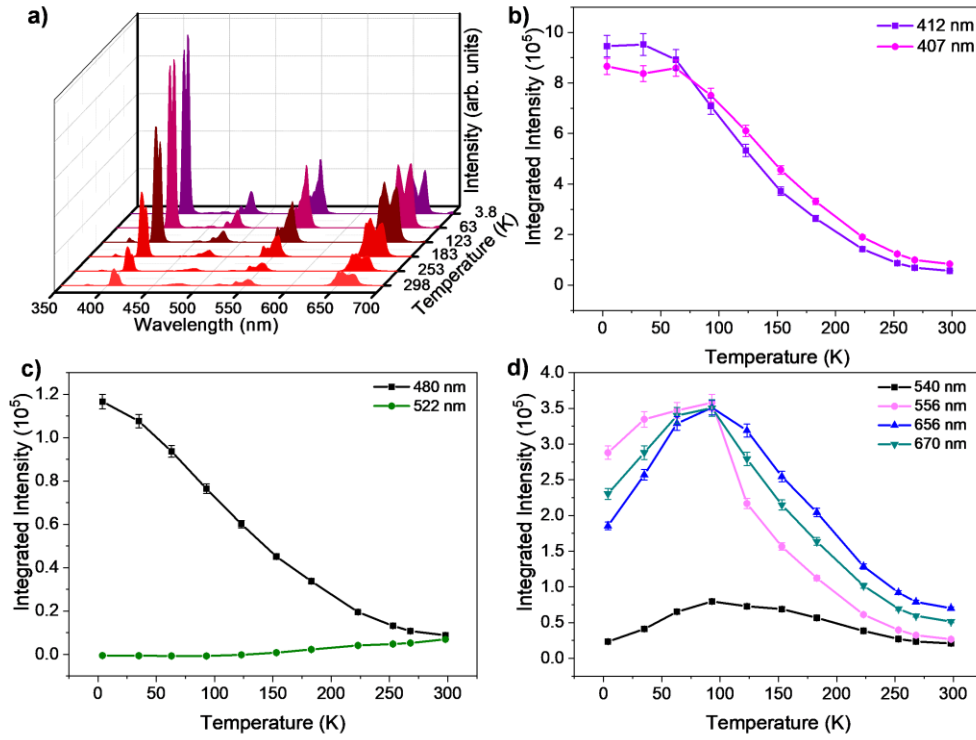 a)
Intensity (arb. units)
3.8
63
123
183
253
298
Temperature (K)
350 400 450 500 550 600 650 700
Wavelength (nm)
b)
412 nm
407 nm
10
8
6
4
2
0
Integrated Intensity (10⁵)
0 50 100 150 200 250 300
Temperature (K)
c)
480 nm
522 nm
1.2
1.0
0.8
0.6
0.4
0.2
0.0
Integrated Intensity (10⁵)
0 50 100 150 200 250 300
Temperature (K)
d)
540 nm
556 nm
656 nm
670 nm
4.0
3.5
3.0
2.5
2.0
1.5
1.0
0.5
0.0
Integrated Intensity (10⁵)
0 50 100 150 200 250 300
Temperature (K)